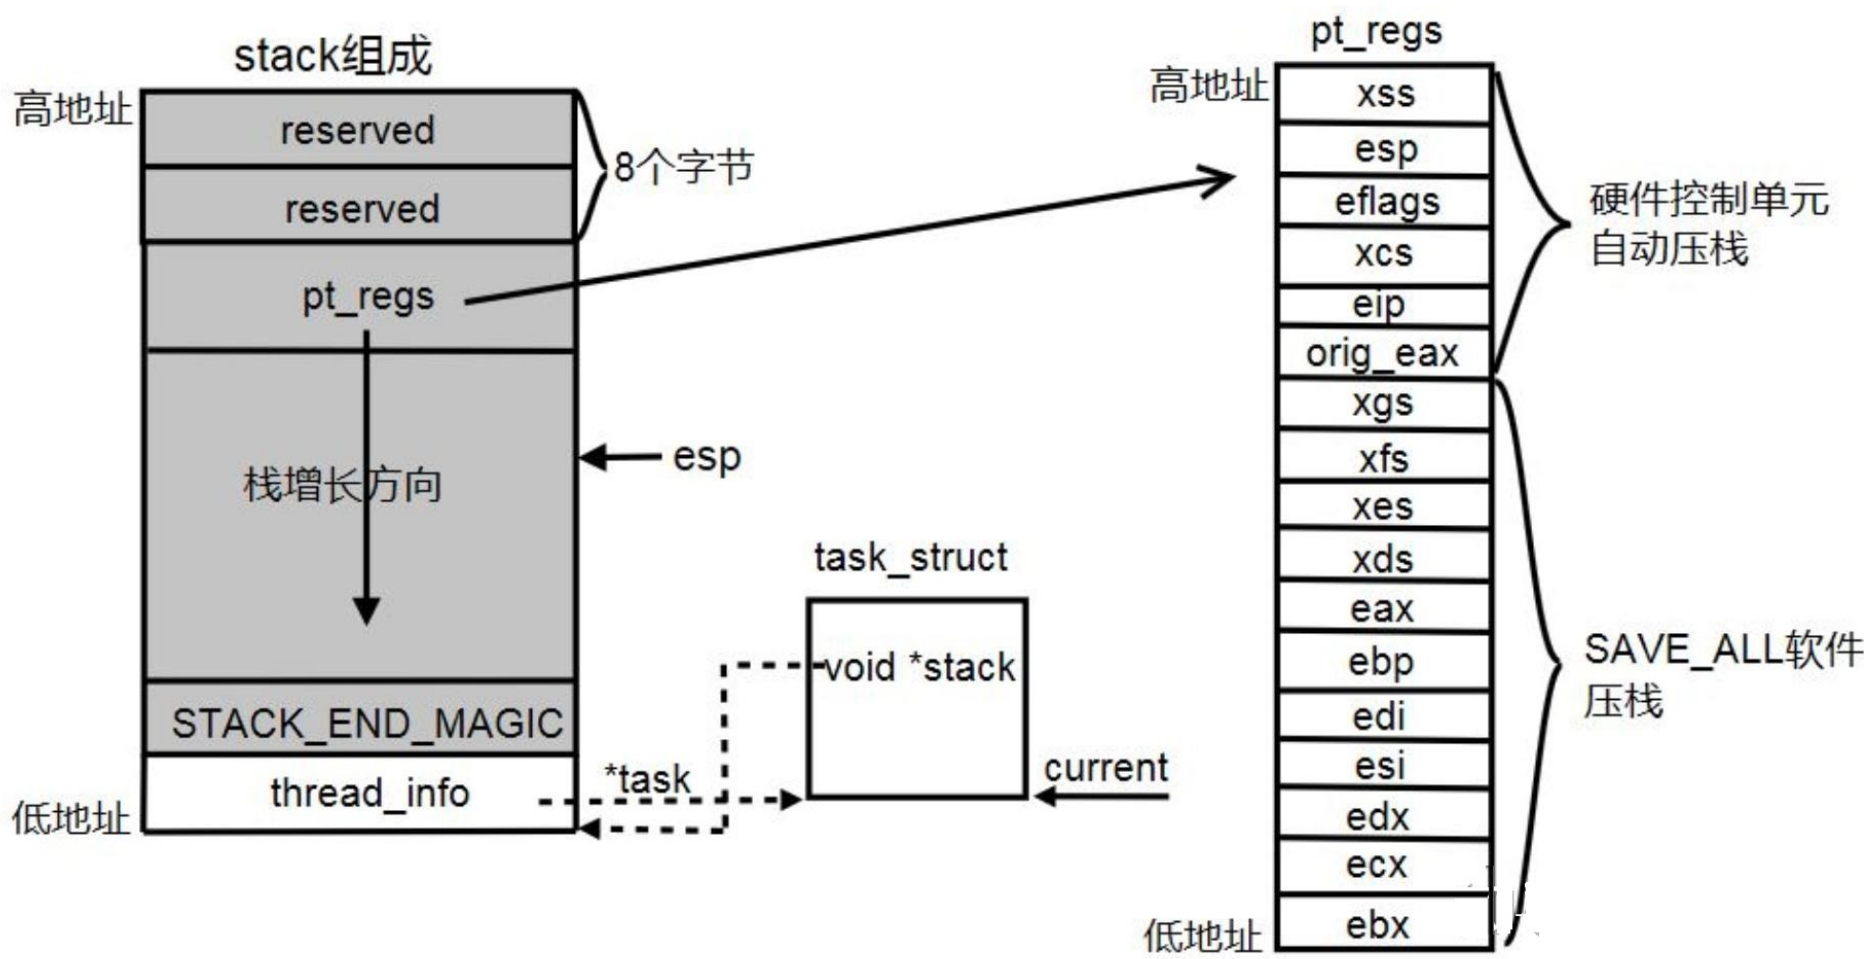 stack组成
高地址
reserved
reserved
8个字节
pt_regs
栈增长方向
esp
STACK_END_MAGIC
thread_info
低地址
*task
task_struct
void *stack
current
pt_regs
高地址
xss
esp
eflags
xcs
eip
orig_eax
xgs
xfs
xes
xds
eax
ebp
edi
esi
edx
ecx
ebx
低地址
硬件控制单元
自动压栈
SAVE_ALL软件
压栈